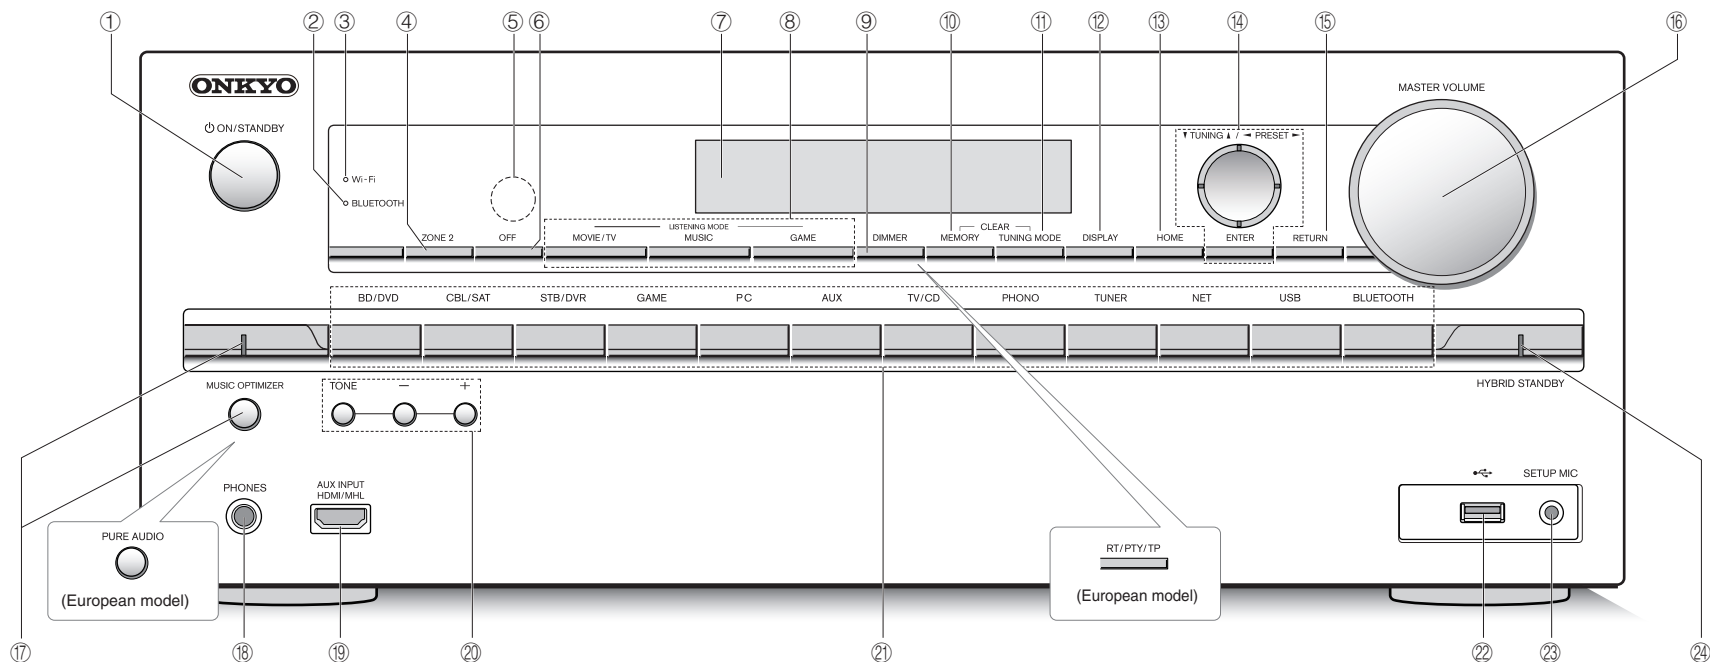 ① ② ③ ④ ⑤ ⑥ ⑦ ⑧ ⑨ ⑩ ⑪ ⑫ ⑬ ⑭ ⑮ ⑯
ONKYO
MASTER VOLUME
⏻ ON/STANDBY
▼ TUNING ▲ / ◄ PRESET ►
Wi-Fi
BLUETOOTH
LISTENING MODE
CLEAR
ZONE 2 OFF MOVIE/TV MUSIC GAME DIMMER MEMORY TUNING MODE DISPLAY HOME ENTER RETURN
BD/DVD CBL/SAT STB/DVR GAME PC AUX TV/CD PHONO TUNER NET USB BLUETOOTH
MUSIC OPTIMIZER
TONE − +
HYBRID STANDBY
PHONES
AUX INPUT
HDMI/MHL
SETUP MIC
PURE AUDIO
(European model)
RT/PTY/TP
(European model)
⑰ ⑱ ⑲ ⑳ ㉑ ㉒ ㉓ ㉔